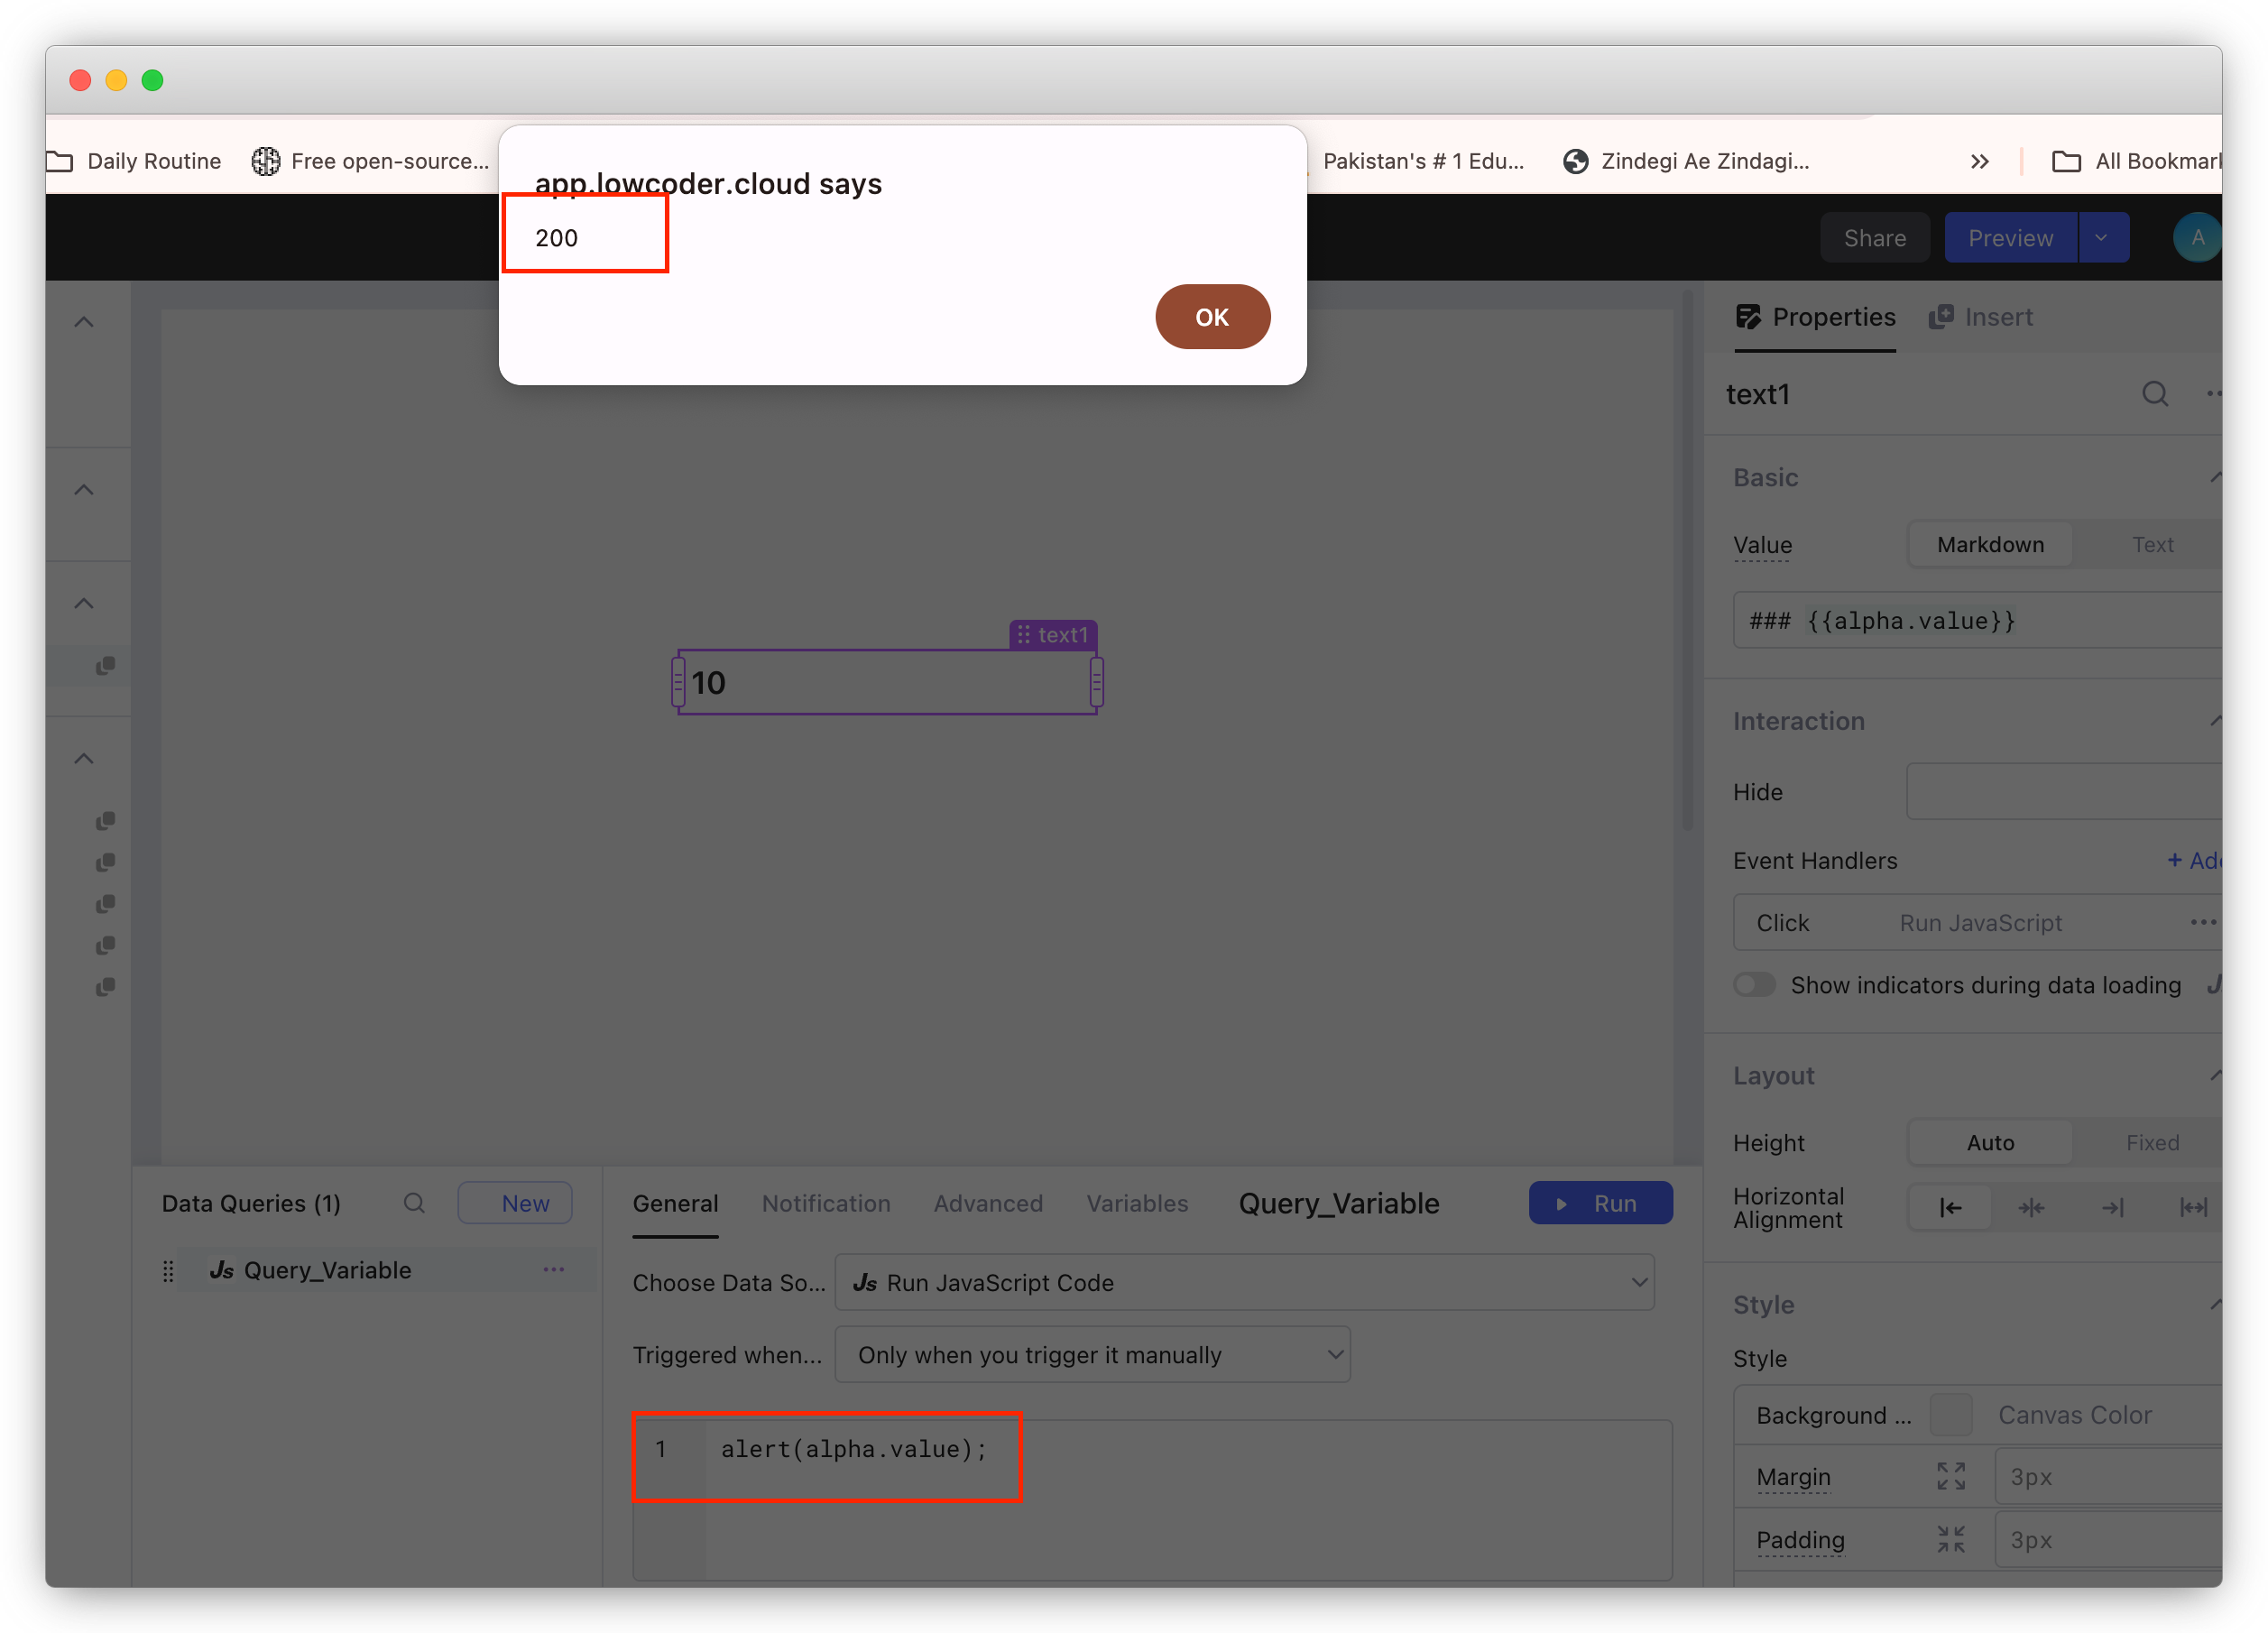 Daily Routine
Free open-source...
Pakistan's # 1 Edu...
Zindegi Ae Zindagi...
All Bookmar
app.lowcoder.cloud says
200
OK
Share
Preview
A
Properties
Insert
text1
Basic
Value
Markdown
Text
### {{alpha.value}}
text1
10
Interaction
Hide
Event Handlers
+ Add
Click
Run JavaScript
Show indicators during data loading
Layout
Height
Auto
Fixed
Horizontal
Alignment
Style
Style
Background ...
Canvas Color
Margin
3px
Padding
3px
Data Queries (1)
New
JS Query_Variable
General
Notification
Advanced
Variables
Query_Variable
Run
Choose Data So...
JS Run JavaScript Code
Triggered when...
Only when you trigger it manually
1 alert(alpha.value);